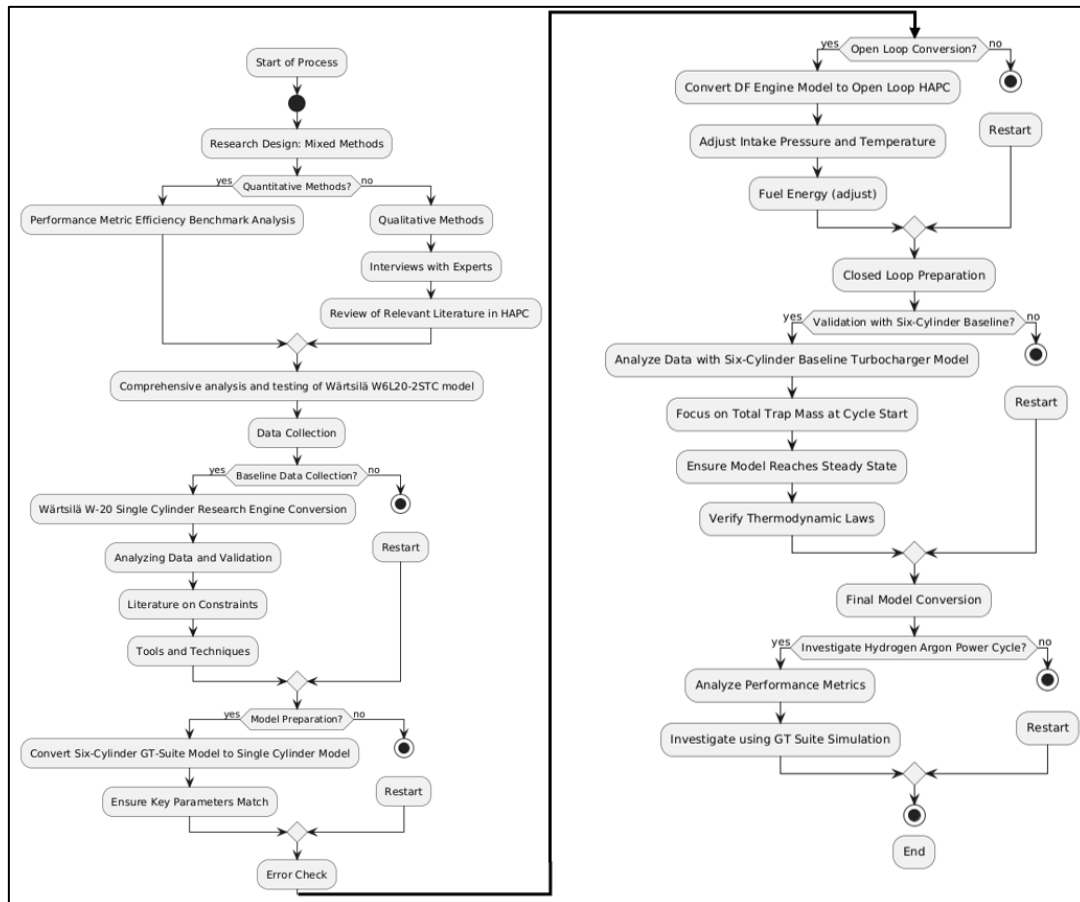 Start of Process
Research Design: Mixed Methods
yes
Quantitative Methods?
no
Performance Metric Efficiency Benchmark Analysis
Qualitative Methods
Interviews with Experts
Review of Relevant Literature in HAPC
Comprehensive analysis and testing of Wärtsilä W6L20-2STC model
Data Collection
yes
Baseline Data Collection?
no
Wärtsilä W-20 Single Cylinder Research Engine Conversion
Analyzing Data and Validation
Literature on Constraints
Tools and Techniques
Restart
yes
Model Preparation?
no
Convert Six-Cylinder GT-Suite Model to Single Cylinder Model
Ensure Key Parameters Match
Restart
Error Check
yes
Open Loop Conversion?
no
Convert DF Engine Model to Open Loop HAPC
Adjust Intake Pressure and Temperature
Fuel Energy (adjust)
Restart
Closed Loop Preparation
yes
Validation with Six-Cylinder Baseline?
no
Analyze Data with Six-Cylinder Baseline Turbocharger Model
Focus on Total Trap Mass at Cycle Start
Ensure Model Reaches Steady State
Verify Thermodynamic Laws
Restart
Final Model Conversion
yes
Investigate Hydrogen Argon Power Cycle?
no
Analyze Performance Metrics
Investigate using GT Suite Simulation
Restart
End